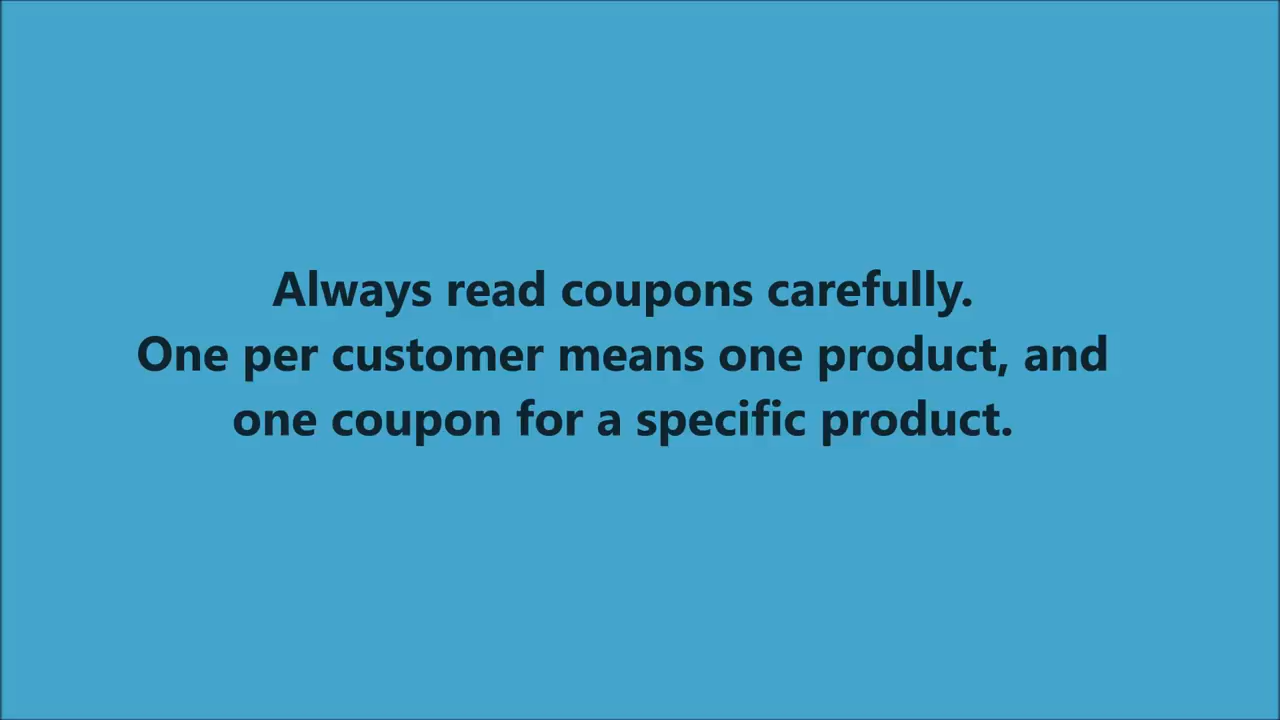 Always read coupons carefully.
One per customer means one product, and
one coupon for a specific product.